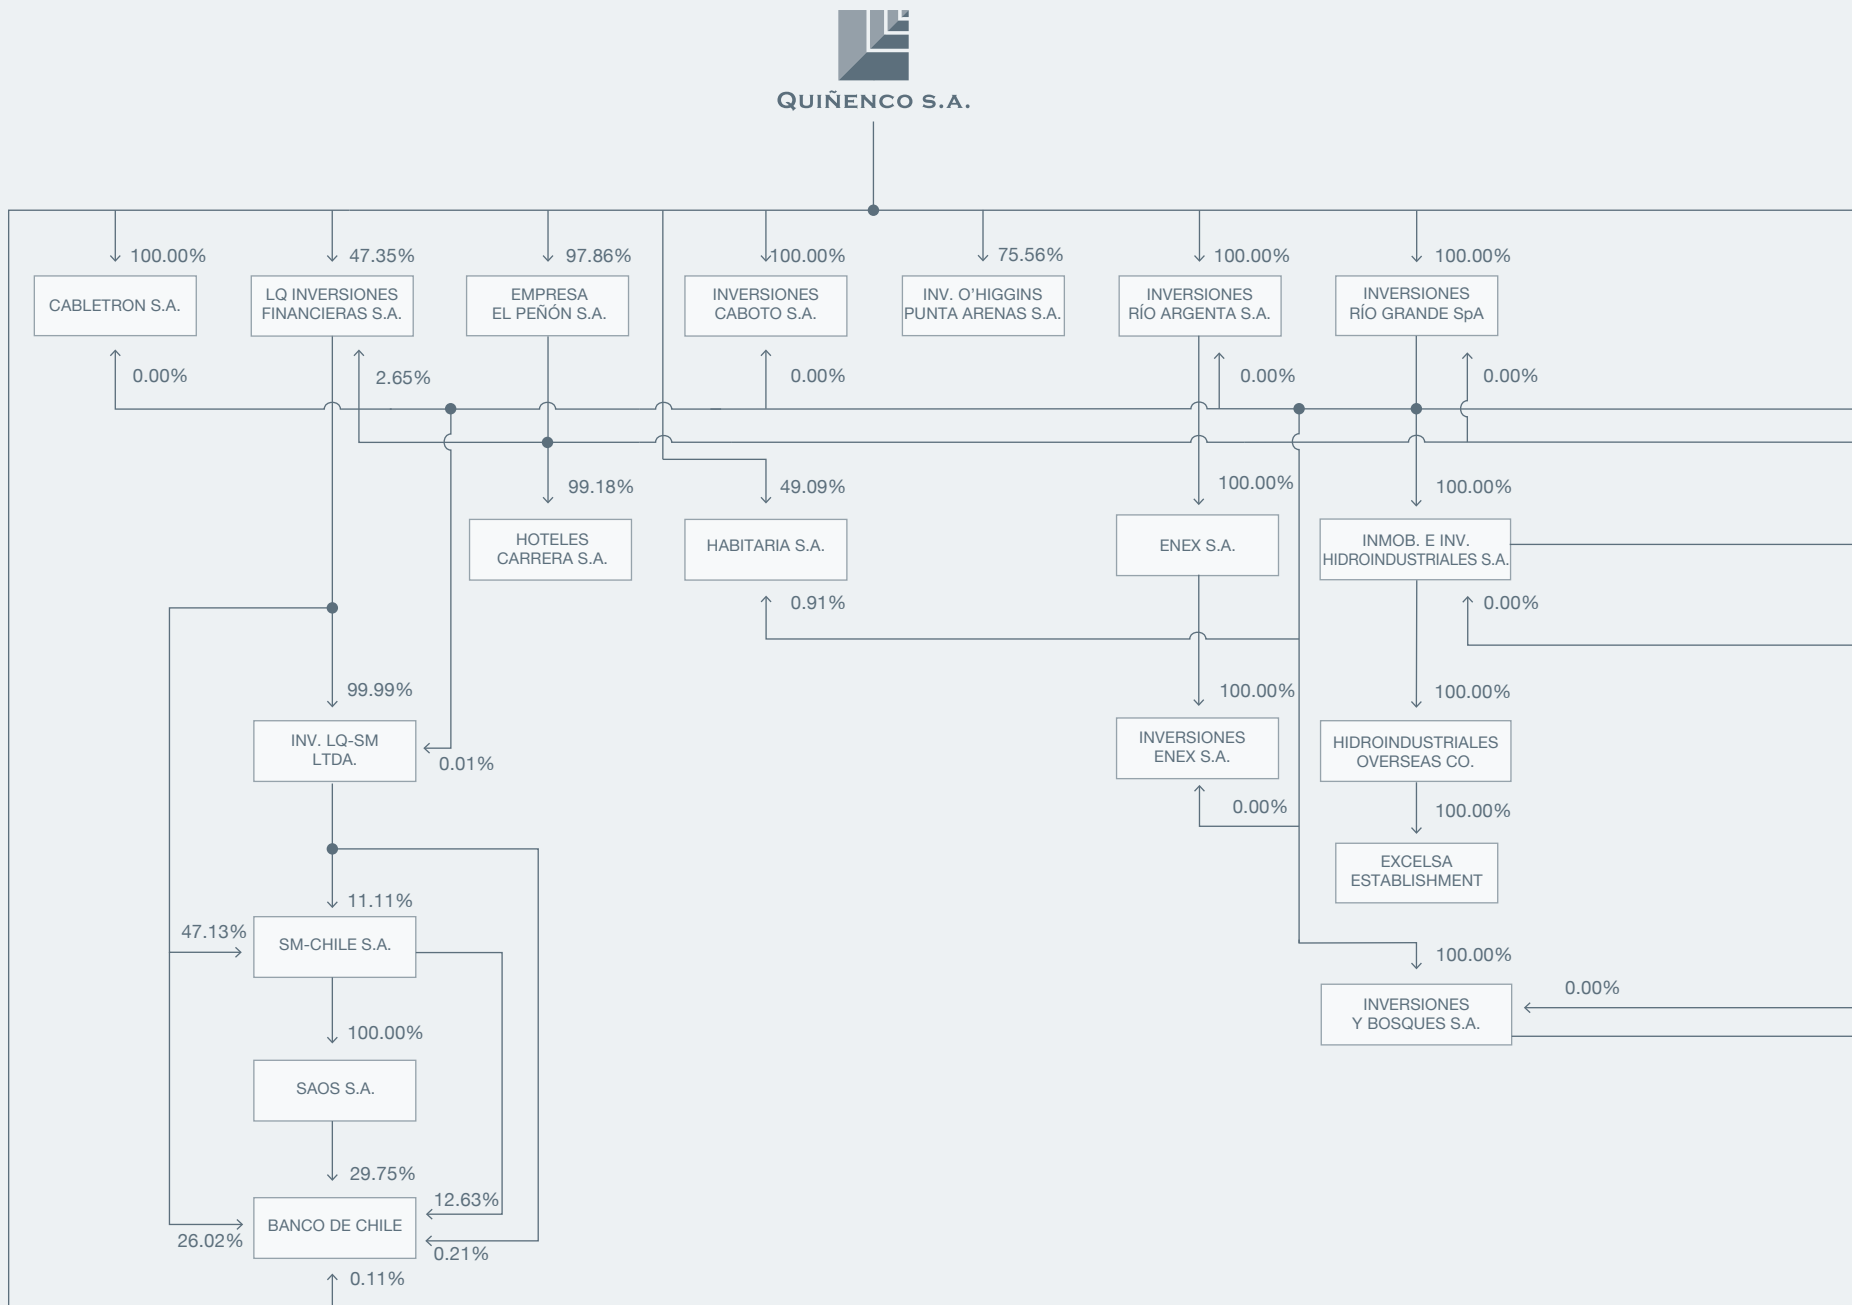 QUIÑENCO S.A.
100.00%
47.35%
97.86%
100.00%
75.56%
100.00%
100.00%
CABLETRON S.A.
LQ INVERSIONES
FINANCIERAS S.A.
EMPRESA
EL PEÑÓN S.A.
INVERSIONES
CABOTO S.A.
INV. O’HIGGINS
PUNTA ARENAS S.A.
INVERSIONES
RÍO ARGENTA S.A.
INVERSIONES
RÍO GRANDE SpA
0.00%
2.65%
0.00%
0.00%
0.00%
99.18%
49.09%
100.00%
100.00%
HOTELES
CARRERA S.A.
HABITARIA S.A.
ENEX S.A.
INMOB. E INV.
HIDROINDUSTRIALES S.A.
0.91%
0.00%
99.99%
100.00%
100.00%
INV. LQ-SM
LTDA.
0.01%
INVERSIONES
ENEX S.A.
HIDROINDUSTRIALES
OVERSEAS CO.
0.00%
100.00%
EXCELSA
ESTABLISHMENT
11.11%
47.13%
SM-CHILE S.A.
100.00%
0.00%
INVERSIONES
Y BOSQUES S.A.
100.00%
SAOS S.A.
29.75%
12.63%
BANCO DE CHILE
26.02%
0.21%
0.11%